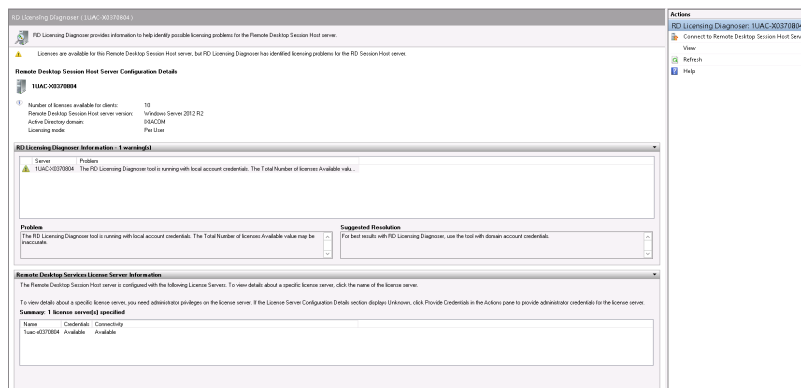 RD Licensing Diagnoser (1UAC-X0370804)
RD Licensing Diagnoser provides information to help identify possible licensing problems for the Remote Desktop Session Host server.
Licenses are available for this Remote Desktop Session Host server, but RD Licensing Diagnoser has identified licensing problems for the RD Session Host server.
Remote Desktop Session Host Server Configuration Details
1UAC-X0370804
Number of licenses available for clients: 10
Remote Desktop Session Host server version: Windows Server 2012 R2
Active Directory domain:
Licensing mode: Per User
RD Licensing Diagnoser Information - 1 warning(s)
Server Problem
1UAC-X0370804 The RD Licensing Diagnoser tool is running with local account credentials. The Total Number of licenses Available valu...
Problem
The RD Licensing Diagnoser tool is running with local account credentials. The Total Number of licenses Available value may be
inaccurate.
Suggested Resolution
For best results with RD Licensing Diagnoser, use the tool with domain account credentials.
Remote Desktop Services License Server Information
The Remote Desktop Session Host server is configured with the following License Servers. To view details about a specific license server, click the name of the license server.
To view details about a specific license server, you need administrator privileges on the license server. If the License Server Configuration Details section displays Unknown, click Provide Credentials in the Actions pane to provide administrator credentials for the license server.
Summary: 1 license server(s) specified
Name Credentials Connectivity
1uac-x0370804 Available Available
Actions
RD Licensing Diagnoser: 1UAC-X0370804
Connect to Remote Desktop Session Host Serv
View
Refresh
Help